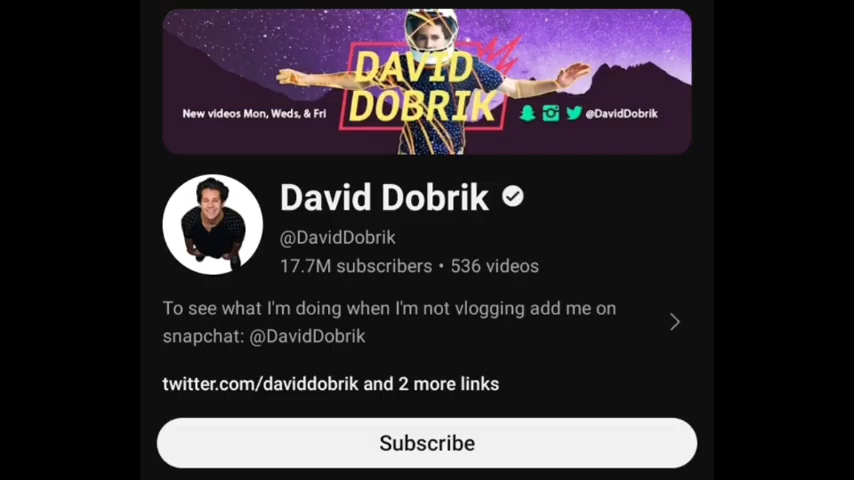 DAVID
DOBRIK
New videos Mon, Weds, & Fri
@DavidDobrik
David Dobrik
@DavidDobrik
17.7M subscribers • 536 videos
To see what I'm doing when I'm not vlogging add me on
snapchat: @DavidDobrik
twitter.com/daviddobrik and 2 more links
Subscribe